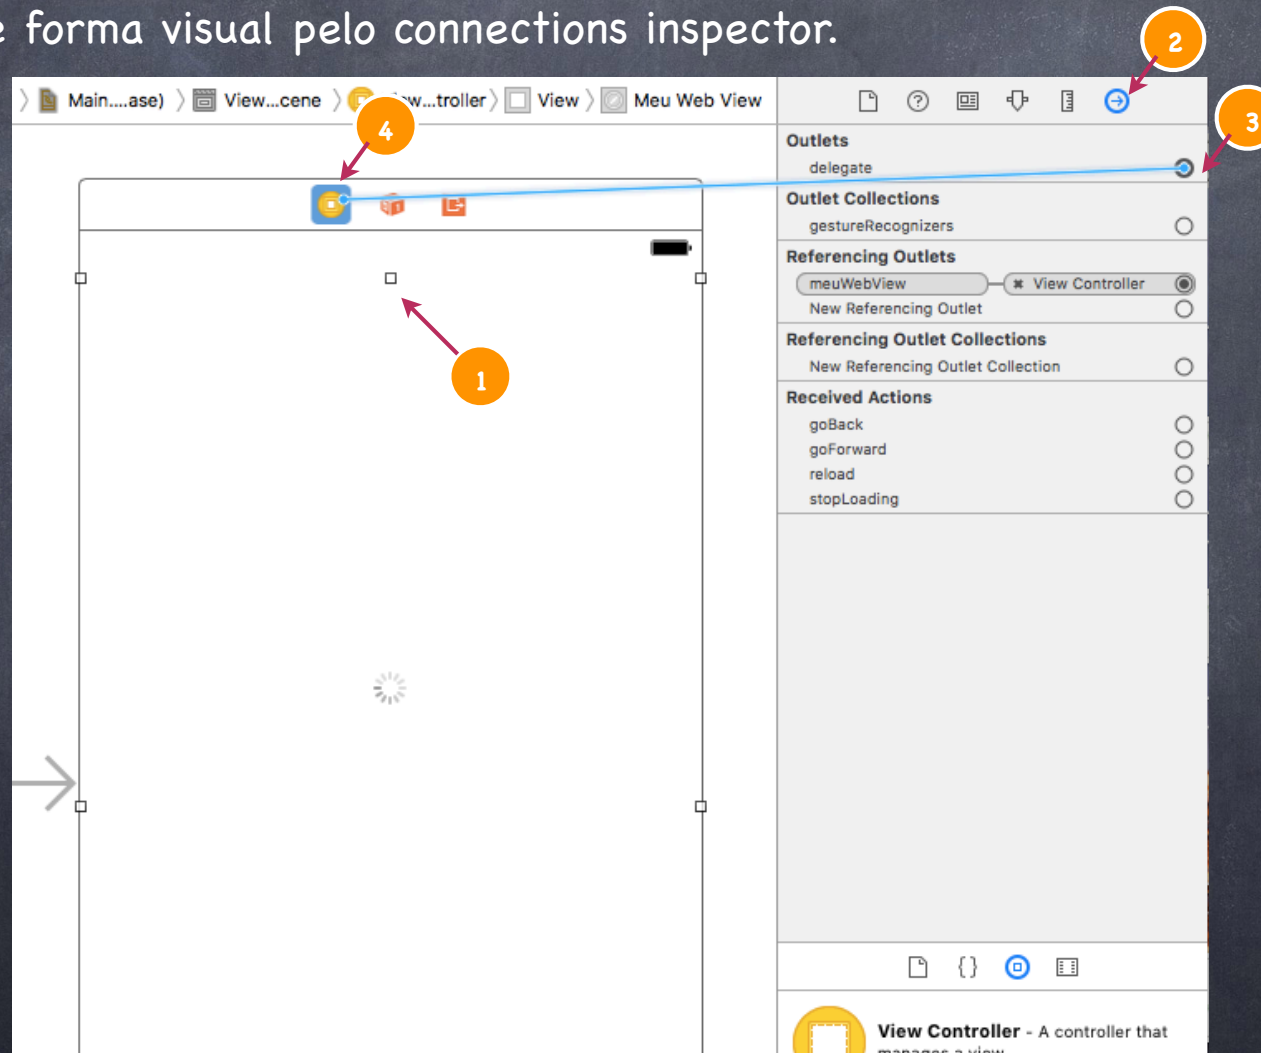 e forma visual pelo connections inspector.
2
Main....ase) View...cene w...troller View Meu Web View
3
4
Outlets
delegate
Outlet Collections
gestureRecognizers
Referencing Outlets
meuWebView View Controller
New Referencing Outlet
Referencing Outlet Collections
New Referencing Outlet Collection
1
Received Actions
goBack
goForward
reload
stopLoading
View Controller - A controller that
manages a view